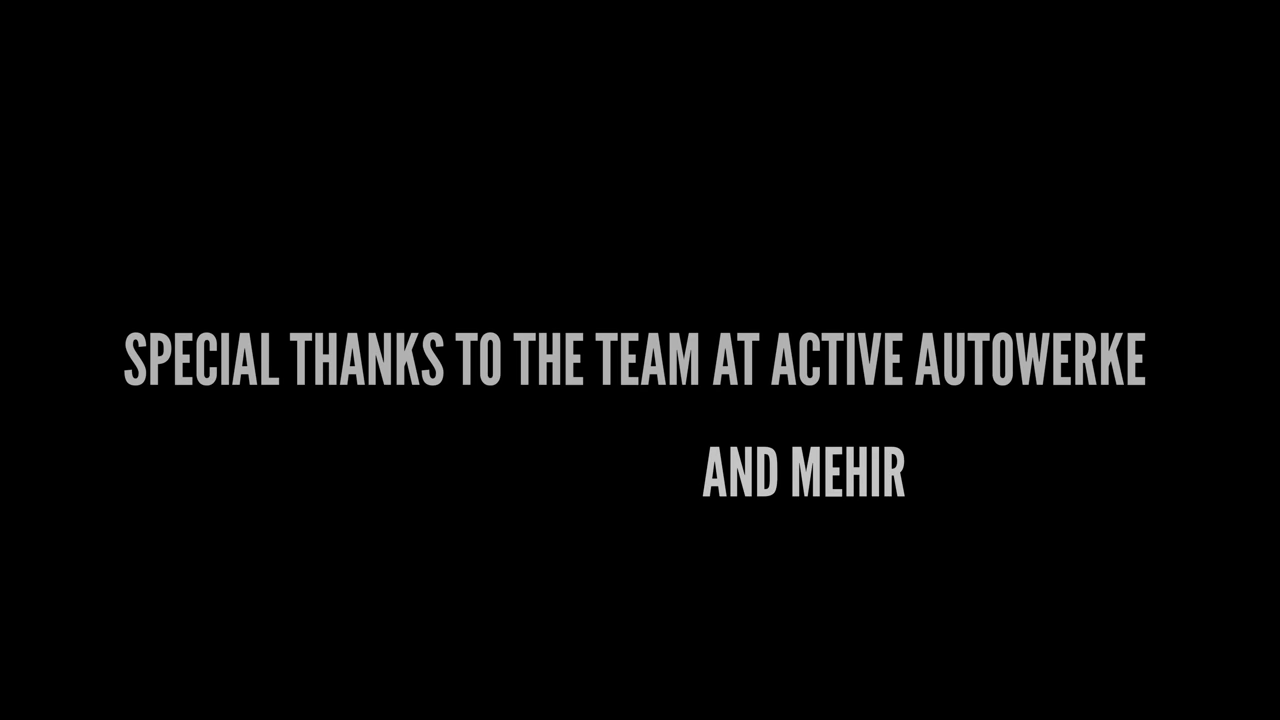 SPECIAL THANKS TO THE TEAM AT ACTIVE AUTOWERKE
AND MEHIR